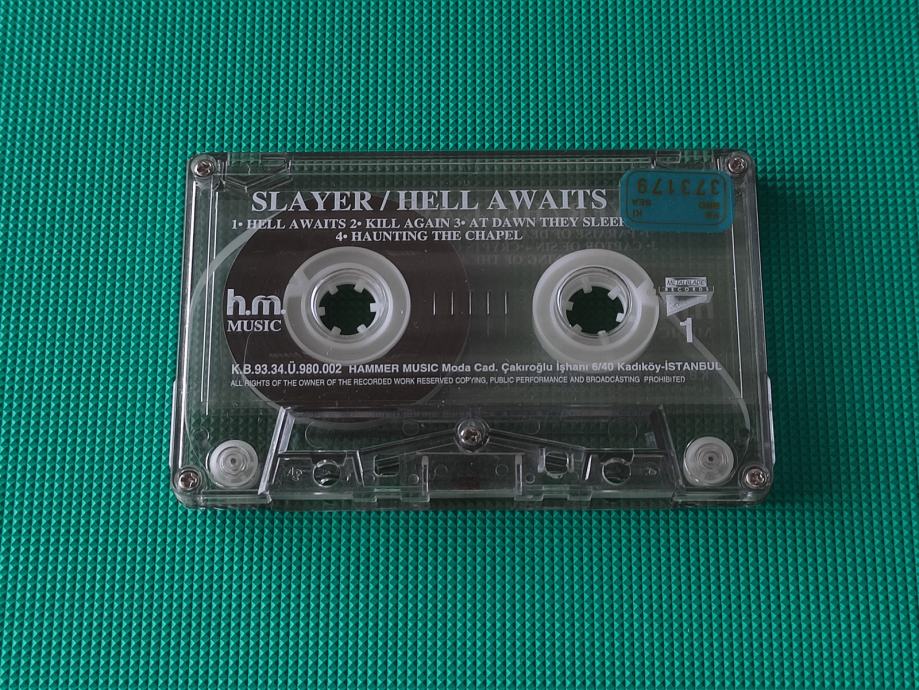 SLAYER / HELL AWAITS
1• HELL AWAITS 2• KILL AGAIN 3• AT DAWN THEY SLEEP
4• HAUNTING THE CHAPEL
373179
h.m.
MUSIC
METALBLADE
RECORDS
1
K.B.93.34.Ü.980.002 HAMMER MUSIC Moda Cad. Çakıroğlu İşhanı 6/40 Kadıköy-İSTANBUL
ALL RIGHTS OF THE OWNER OF THE RECORDED WORK RESERVED COPYING, PUBLIC PERFORMANCE AND BROADCASTING PROHIBITED